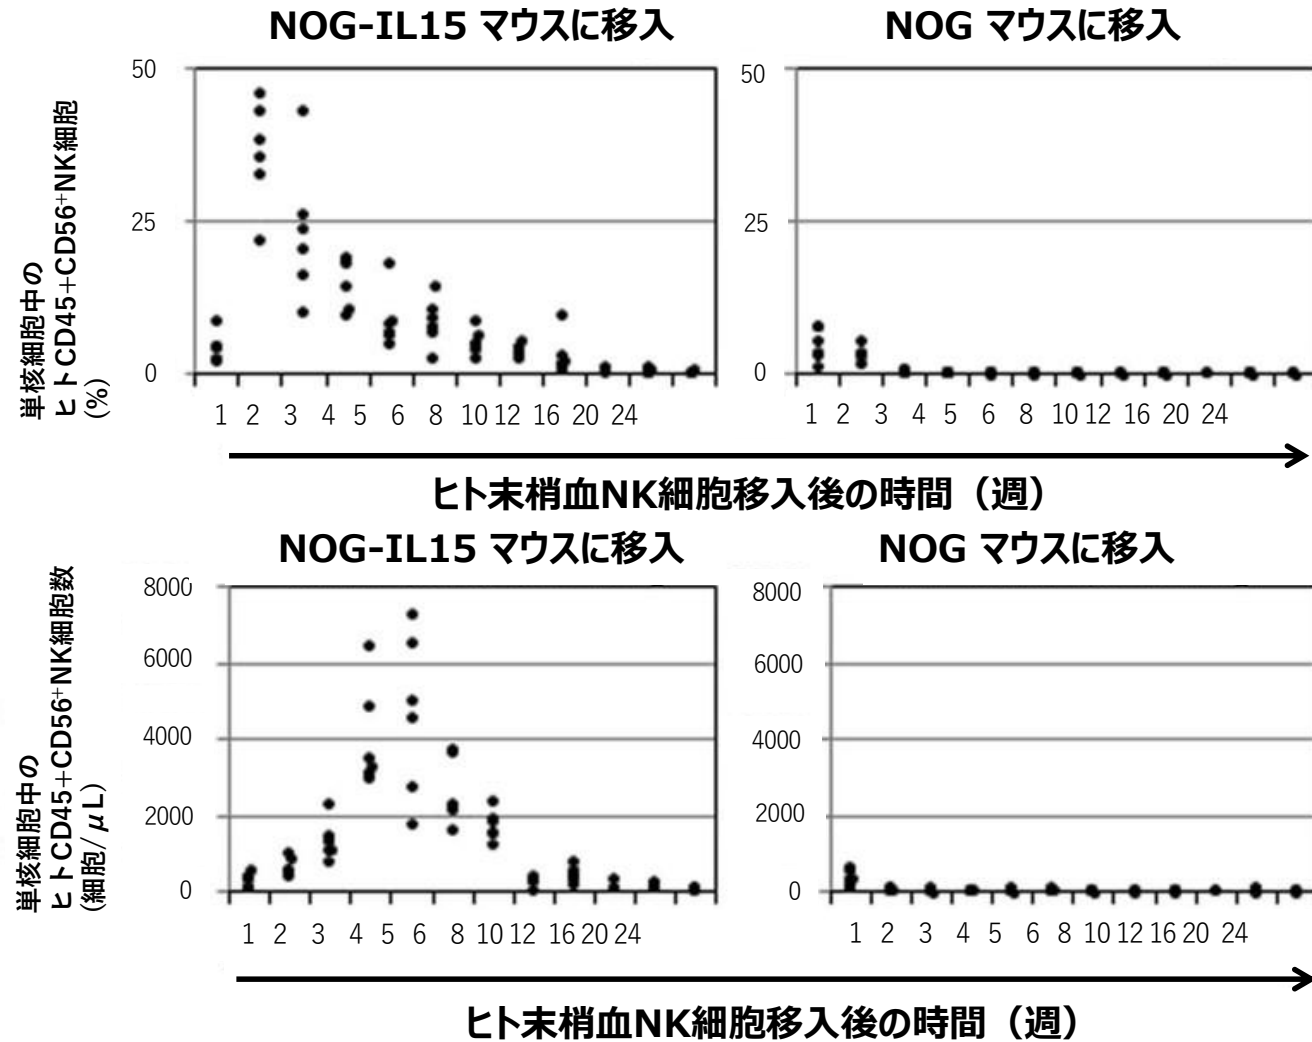 NOG-IL15 マウスに移入
NOG マウスに移入
単核細胞中の
ヒトCD45+CD56⁺NK細胞
(%)
50
25
0
1 2 3 4 5 6 8 10 12 16 20 24
50
25
0
1 2 3 4 5 6 8 10 12 16 20 24
ヒト末梢血NK細胞移入後の時間（週）
NOG-IL15 マウスに移入
NOG マウスに移入
単核細胞中の
ヒトCD45+CD56⁺NK細胞数
(細胞/μL)
8000
6000
4000
2000
0
1 2 3 4 5 6 8 10 12 16 20 24
8000
6000
4000
2000
0
1 2 3 4 5 6 8 10 12 16 20 24
ヒト末梢血NK細胞移入後の時間（週）